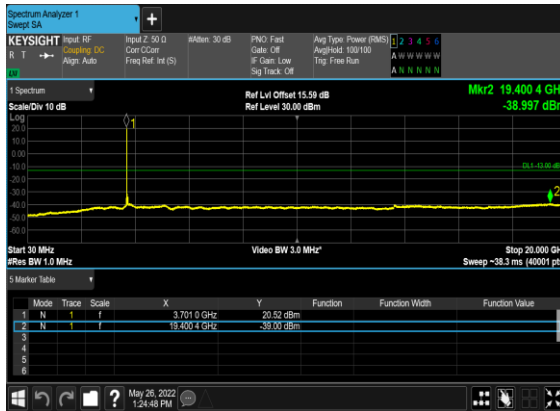 Spectrum Analyzer 1
Swept SA
+
KEYSIGHT Input: RF Input Z: 50 Ω #Atten: 30 dB PNO: Fast Avg Type: Power (RMS) 1 2 3 4 5 6
R T Coupling: DC Corr CCorr Gate: Off Avg|Hold: 100/100 A W W W W W
Align: Auto Freq Ref: Int (S) IF Gain: Low Trig: Free Run
LXI Sig Track: Off A N N N N N
1 Spectrum Ref Lvl Offset 15.59 dB Mkr2 19.400 4 GH
Scale/Div 10 dB Ref Level 30.00 dBm -38.997 dBr
Log
1
20.0
10.0
0.00
-10.0
DL1 -13.00 dB
-20.0
-30.0
2
-40.0
-50.0
-60.0
Start 30 MHz Video BW 3.0 MHz* Stop 20.000 GH
#Res BW 1.0 MHz Sweep ~38.3 ms (40001 pt
5 Marker Table
Mode Trace Scale X Y Function Function Width Function Value
1 N 1 f 3.701 0 GHz 20.52 dBm
2 N 1 f 19.400 4 GHz -39.00 dBm
3
4
5
6
? May 26, 2022
1:24:48 PM